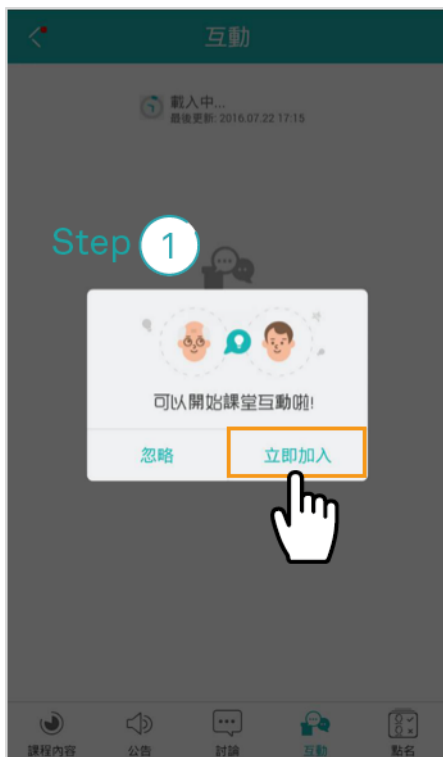 互動
載入中...
最後更新: 2016.07.22 17:15
Step 1
可以開始課堂互動啦!
忽略
立即加入
課程內容
公告
討論
互動
點名